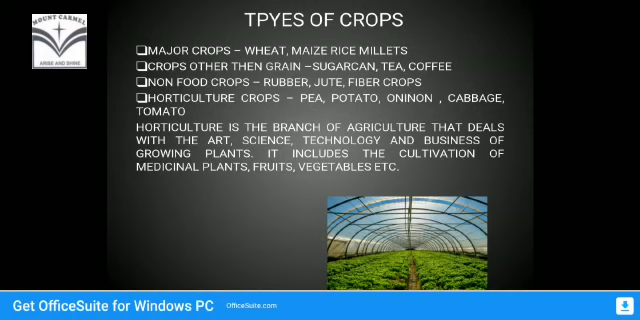 MOUNT CARMEL
ARISE AND SHINE
TPYES OF CROPS
❑MAJOR CROPS – WHEAT, MAIZE RICE MILLETS
❑CROPS OTHER THEN GRAIN –SUGARCAN, TEA, COFFEE
❑NON FOOD CROPS – RUBBER, JUTE, FIBER CROPS
❑HORTICULTURE CROPS – PEA, POTATO, ONINON , CABBAGE,
TOMATO
HORTICULTURE IS THE BRANCH OF AGRICULTURE THAT DEALS
WITH THE ART, SCIENCE, TECHNOLOGY AND BUSINESS OF
GROWING PLANTS. IT INCLUDES THE CULTIVATION OF
MEDICINAL PLANTS, FRUITS, VEGETABLES ETC.
Get OfficeSuite for Windows PC OfficeSuite.com